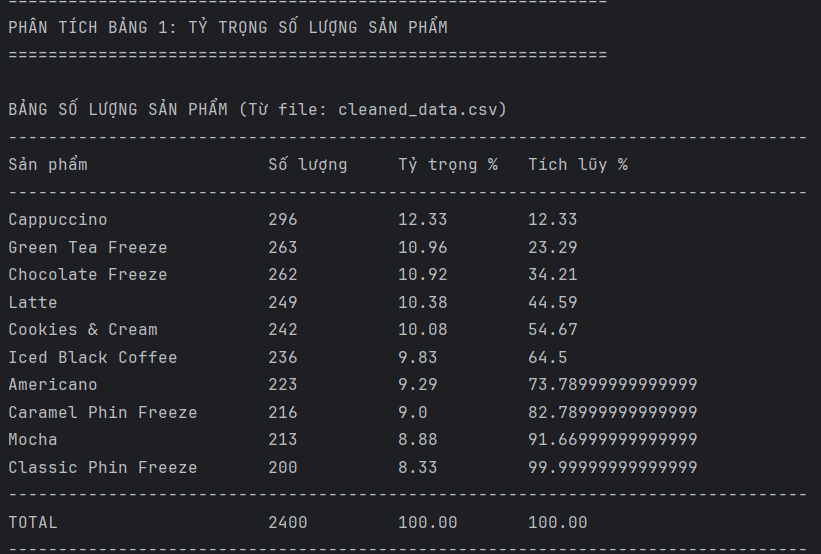 ============================================================
PHÂN TÍCH BẢNG 1: TỶ TRỌNG SỐ LƯỢNG SẢN PHẨM
============================================================
BẢNG SỐ LƯỢNG SẢN PHẨM (Từ file: cleaned_data.csv)
--------------------------------------------------------------------------------
Sản phẩm                  Số lượng     Tỷ trọng %   Tích lũy %
--------------------------------------------------------------------------------
Cappuccino                296          12.33        12.33
Green Tea Freeze          263          10.96        23.29
Chocolate Freeze          262          10.92        34.21
Latte                     249          10.38        44.59
Cookies & Cream           242          10.08        54.67
Iced Black Coffee         236          9.83         64.5
Americano                 223          9.29         73.78999999999999
Caramel Phin Freeze       216          9.0          82.78999999999999
Mocha                     213          8.88         91.66999999999999
Classic Phin Freeze       200          8.33         99.99999999999999
--------------------------------------------------------------------------------
TOTAL                     2400         100.00       100.00
--------------------------------------------------------------------------------